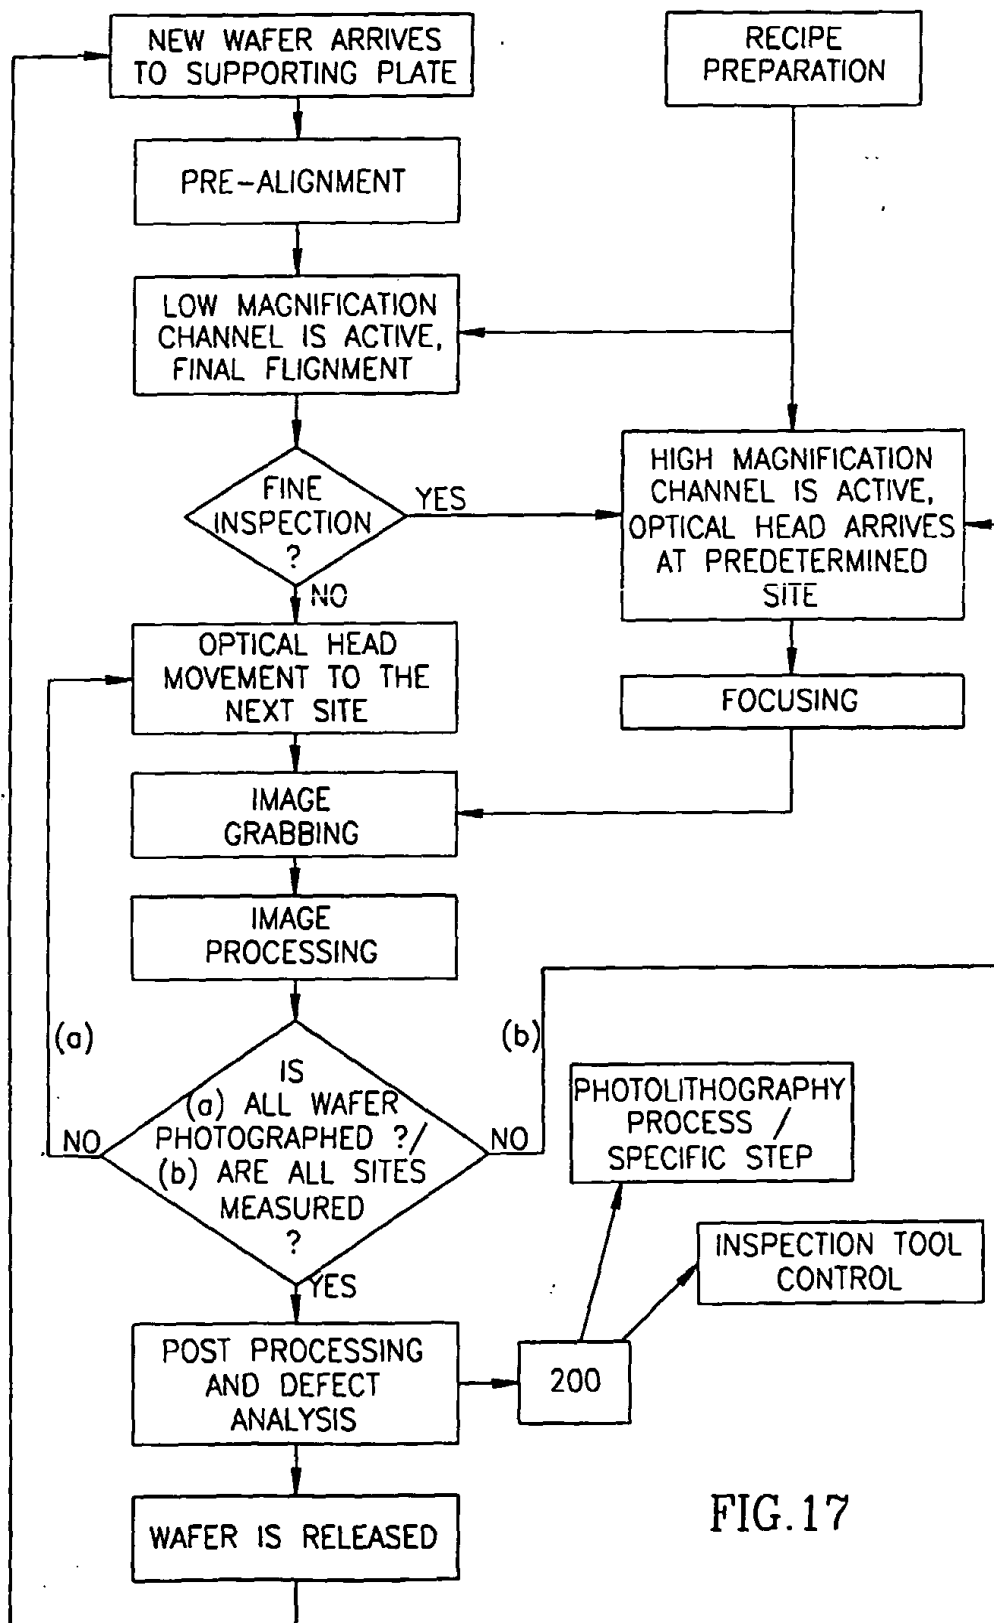 NEW WAFER ARRIVES
TO SUPPORTING PLATE
RECIPE
PREPARATION
PRE-ALIGNMENT
LOW MAGNIFICATION
CHANNEL IS ACTIVE,
FINAL FLIGNMENT
HIGH MAGNIFICATION
CHANNEL IS ACTIVE,
OPTICAL HEAD ARRIVES
AT PREDETERMINED
SITE
FINE
INSPECTION
?
YES
NO
OPTICAL HEAD
MOVEMENT TO THE
NEXT SITE
FOCUSING
IMAGE
GRABBING
IMAGE
PROCESSING
(a)
(b)
IS
(a) ALL WAFER
PHOTOGRAPHED ?/
(b) ARE ALL SITES
MEASURED
?
NO
NO
YES
PHOTOLITHOGRAPHY
PROCESS /
SPECIFIC STEP
INSPECTION TOOL
CONTROL
POST PROCESSING
AND DEFECT
ANALYSIS
200
WAFER IS RELEASED
FIG.17